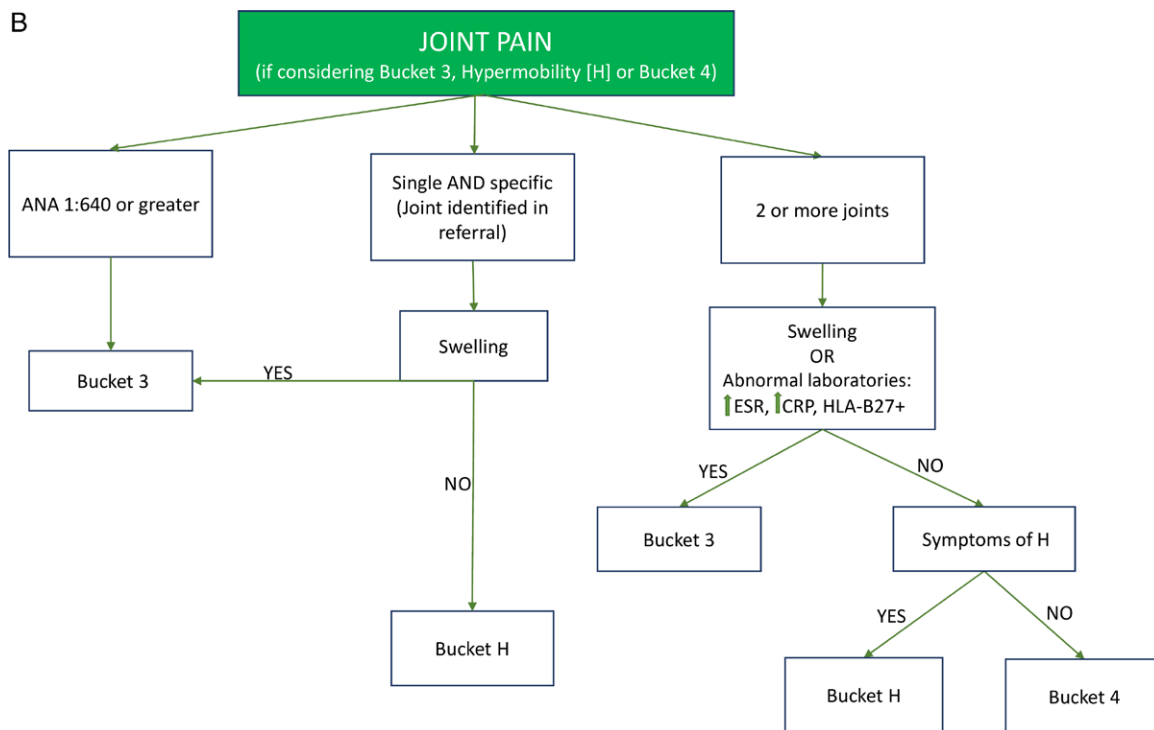 B
JOINT PAIN
(if considering Bucket 3, Hypermobility [H] or Bucket 4)
ANA 1:640 or greater
Single AND specific
(Joint identified in
referral)
2 or more joints
Swelling
Swelling
OR
Abnormal laboratories:
ESR, CRP, HLA-B27+
Bucket 3
YES
NO
YES
NO
Bucket 3
Symptoms of H
YES
NO
Bucket H
Bucket H
Bucket 4